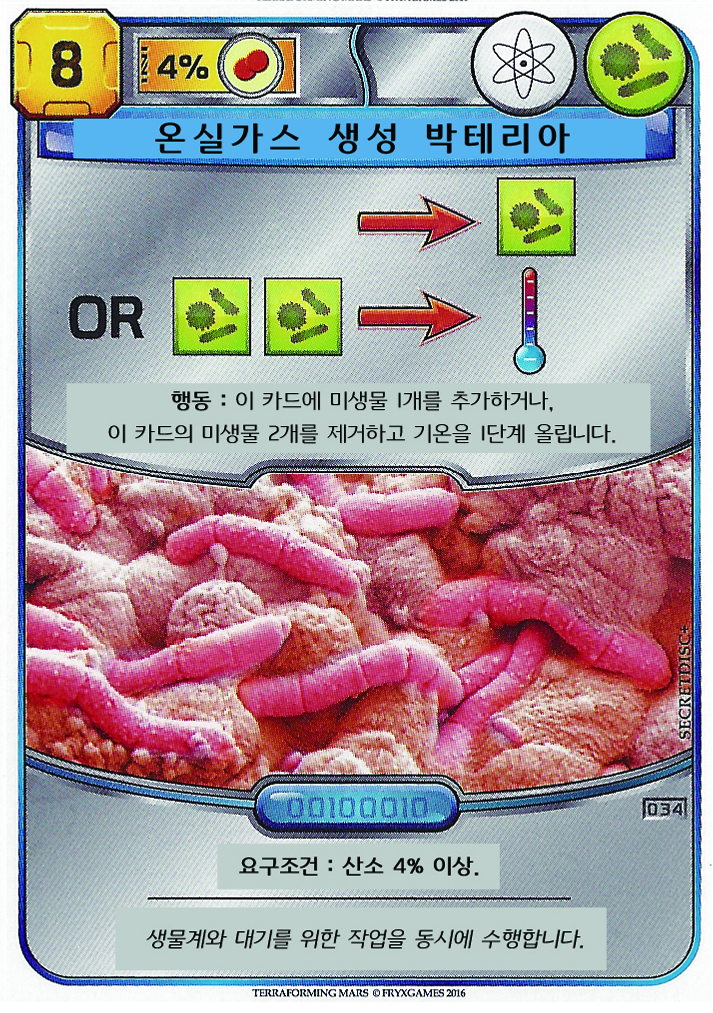 8
4%
온실가스 생성 박테리아
OR
행동 : 이 카드에 미생물 1개를 추가하거나,
이 카드의 미생물 2개를 제거하고 기온을 1단계 올립니다.
SECRETDISC+
00100010
034
요구조건 : 산소 4% 이상.
생물계와 대기를 위한 작업을 동시에 수행합니다.
TERRAFORMING MARS © FRYXGAMES 2016